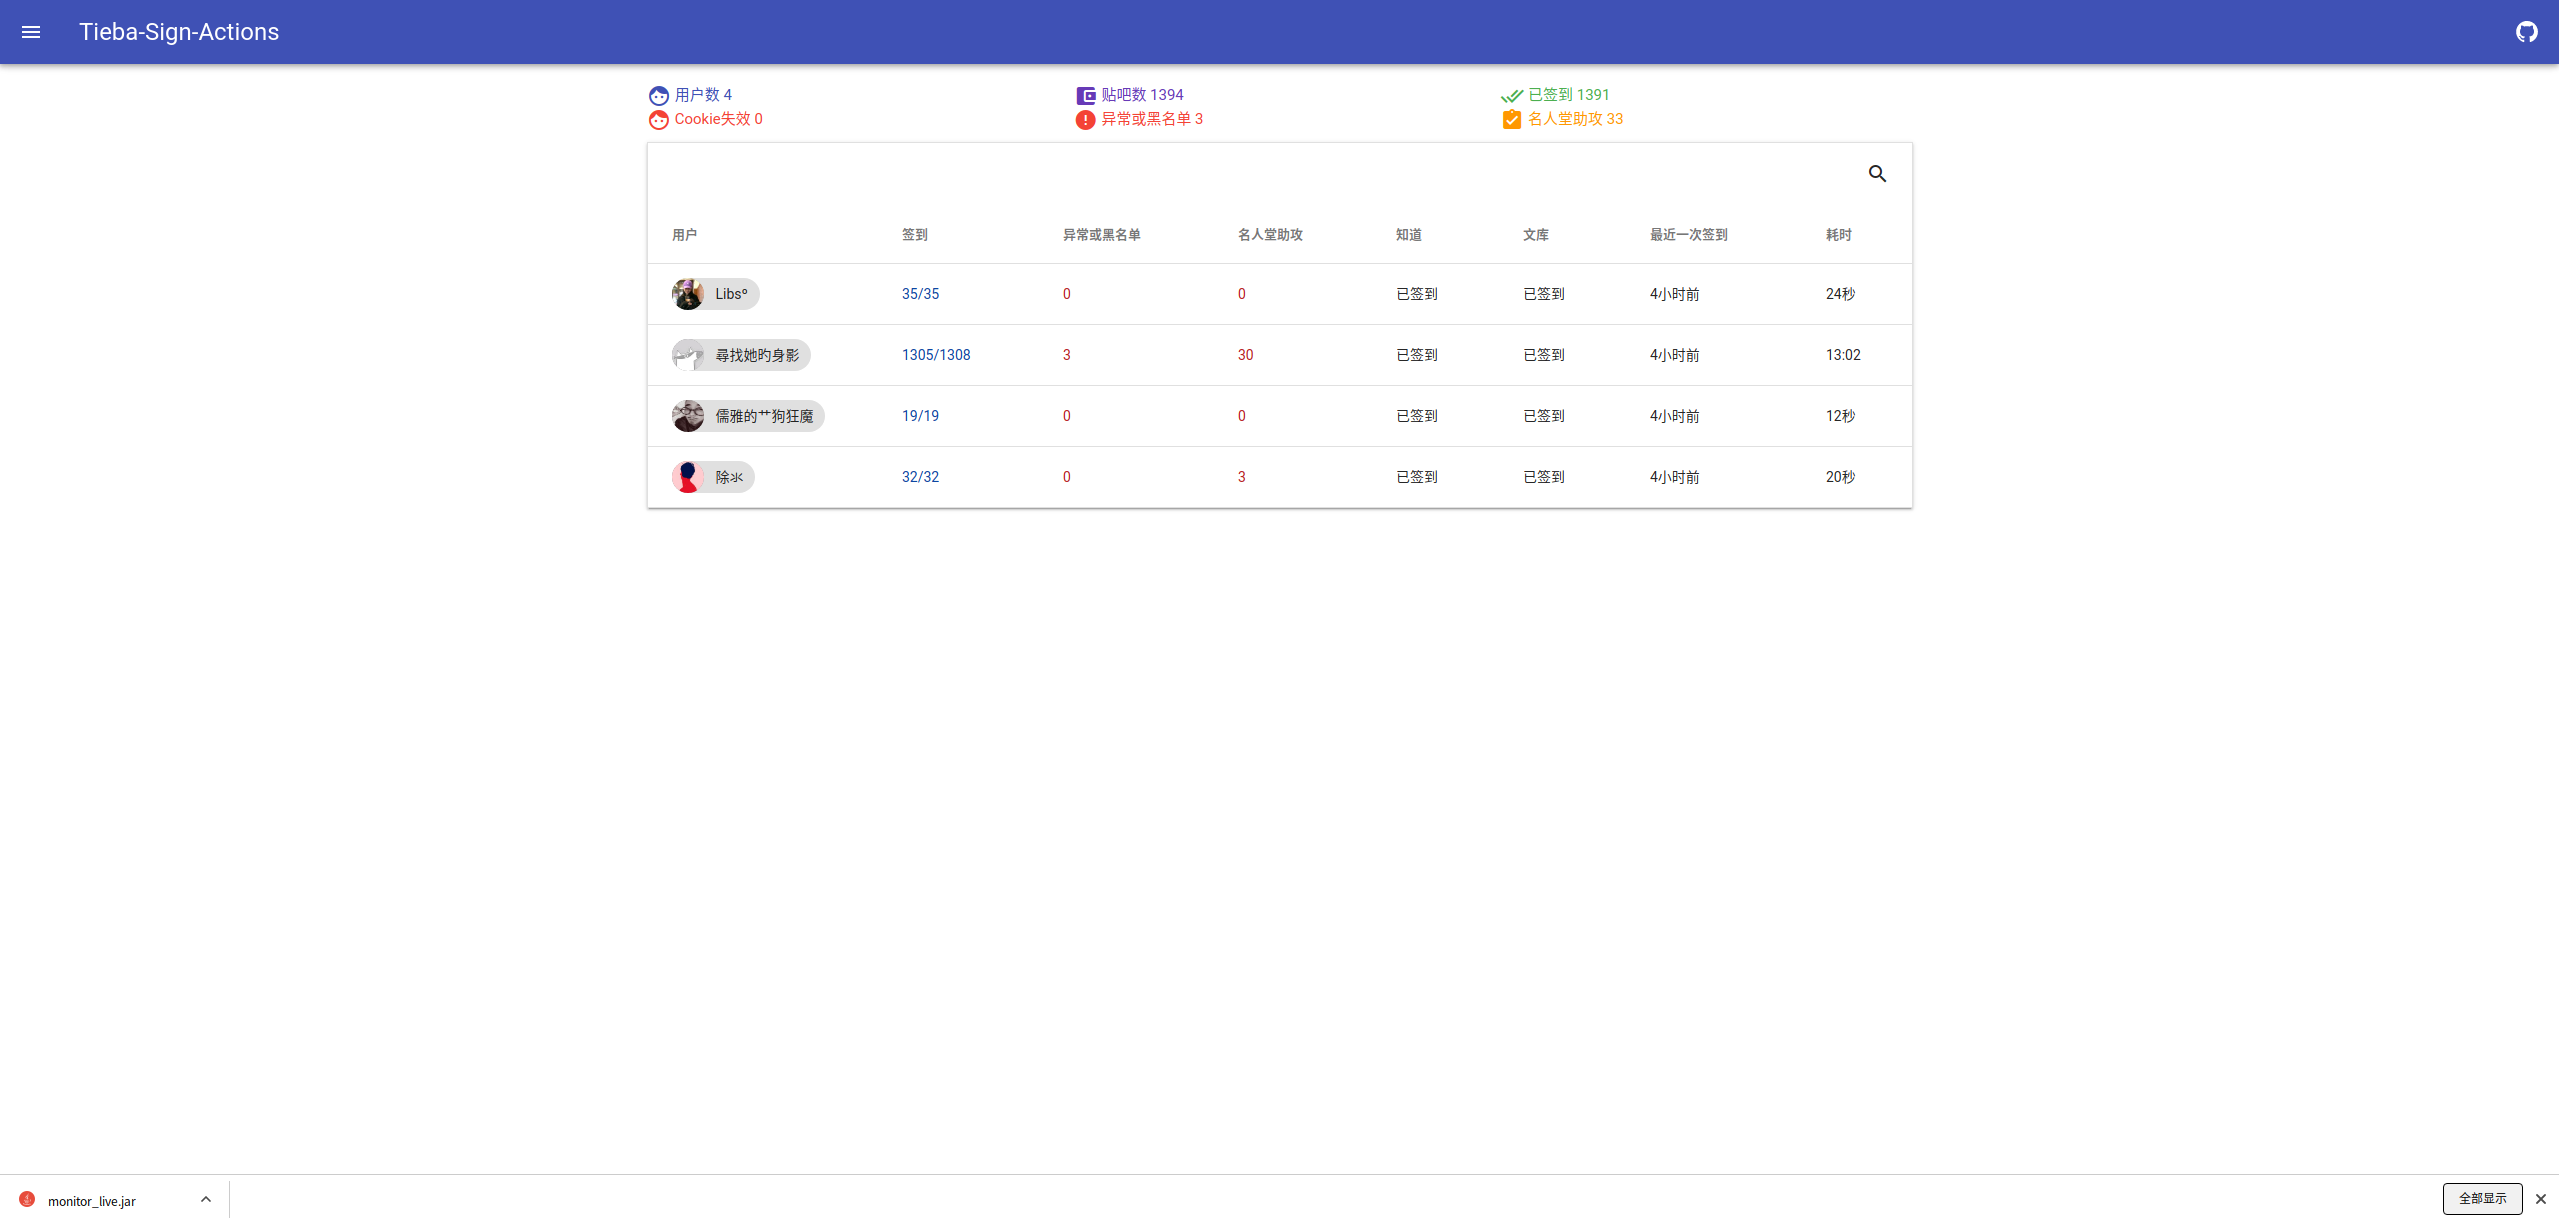 Tieba-Sign-Actions
用户数 4 贴吧数 1394 已签到 1391
Cookie失效 0 异常或黑名单 3 名人堂助攻 33
用户 签到 异常或黑名单 名人堂助攻 知道 文库 最近一次签到 耗时
Libsº 35/35 0 0 已签到 已签到 4小时前 24秒
尋找她旳身影 1305/1308 3 30 已签到 已签到 4小时前 13:02
儒雅的艹狗狂魔 19/19 0 0 已签到 已签到 4小时前 12秒
32/32 0 3 已签到 已签到 4小时前 20秒
monitor_live.jar 全部显示